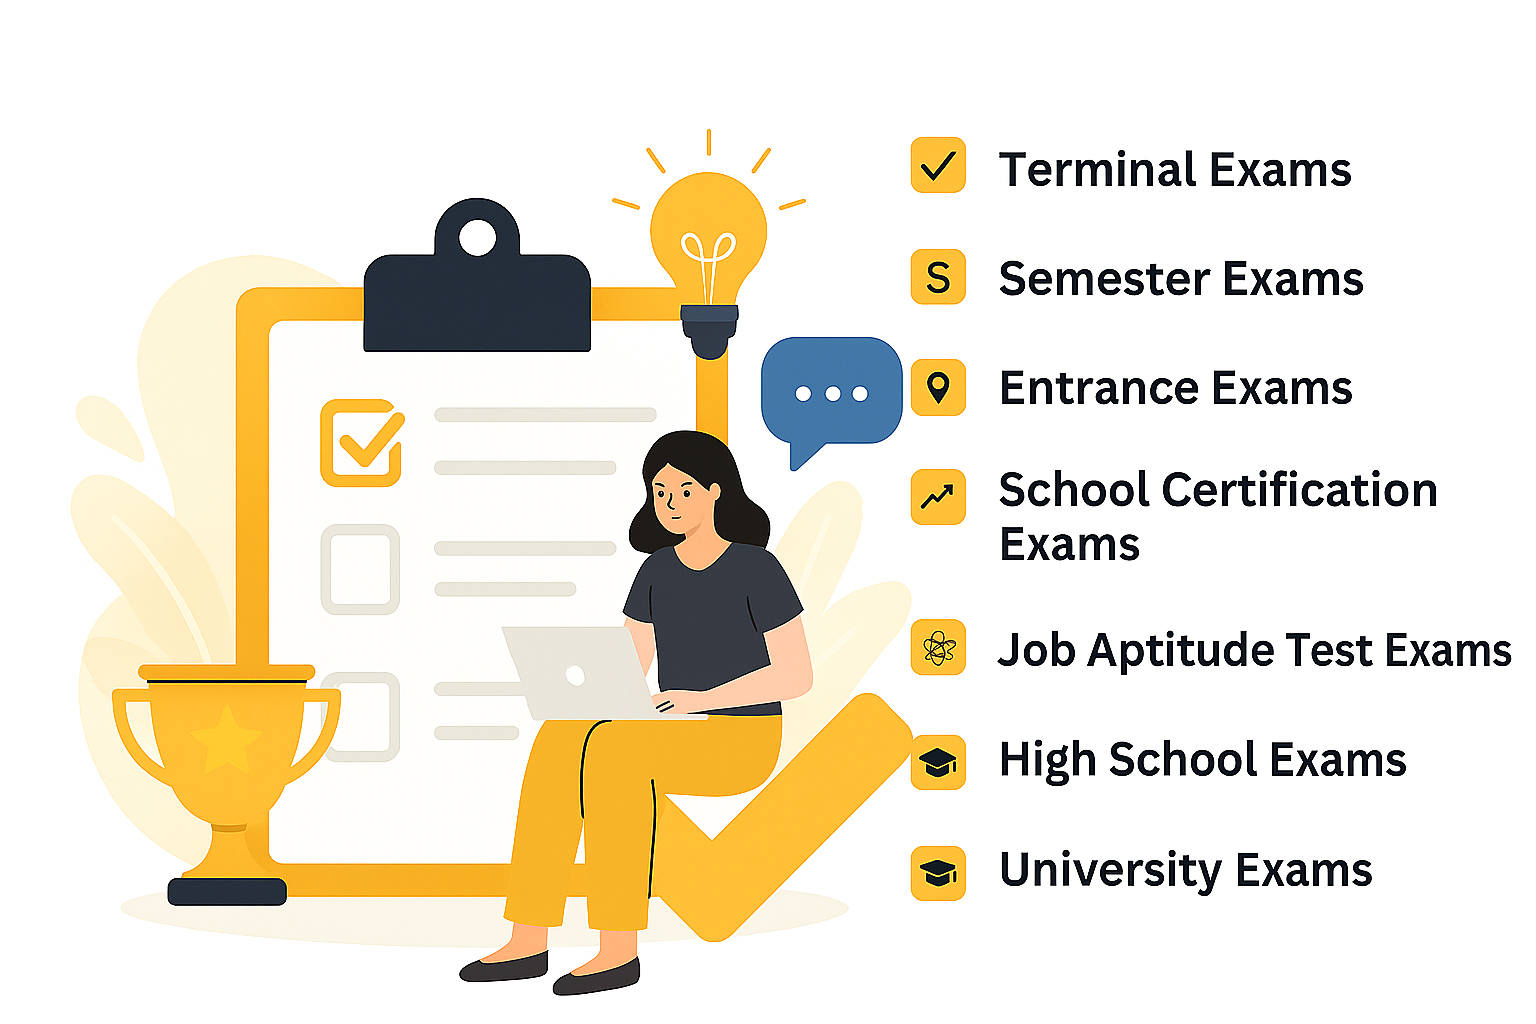 Terminal Exams
S
Semester Exams
Entrance Exams
School Certification
Exams
Job Aptitude Test Exams
High School Exams
University Exams